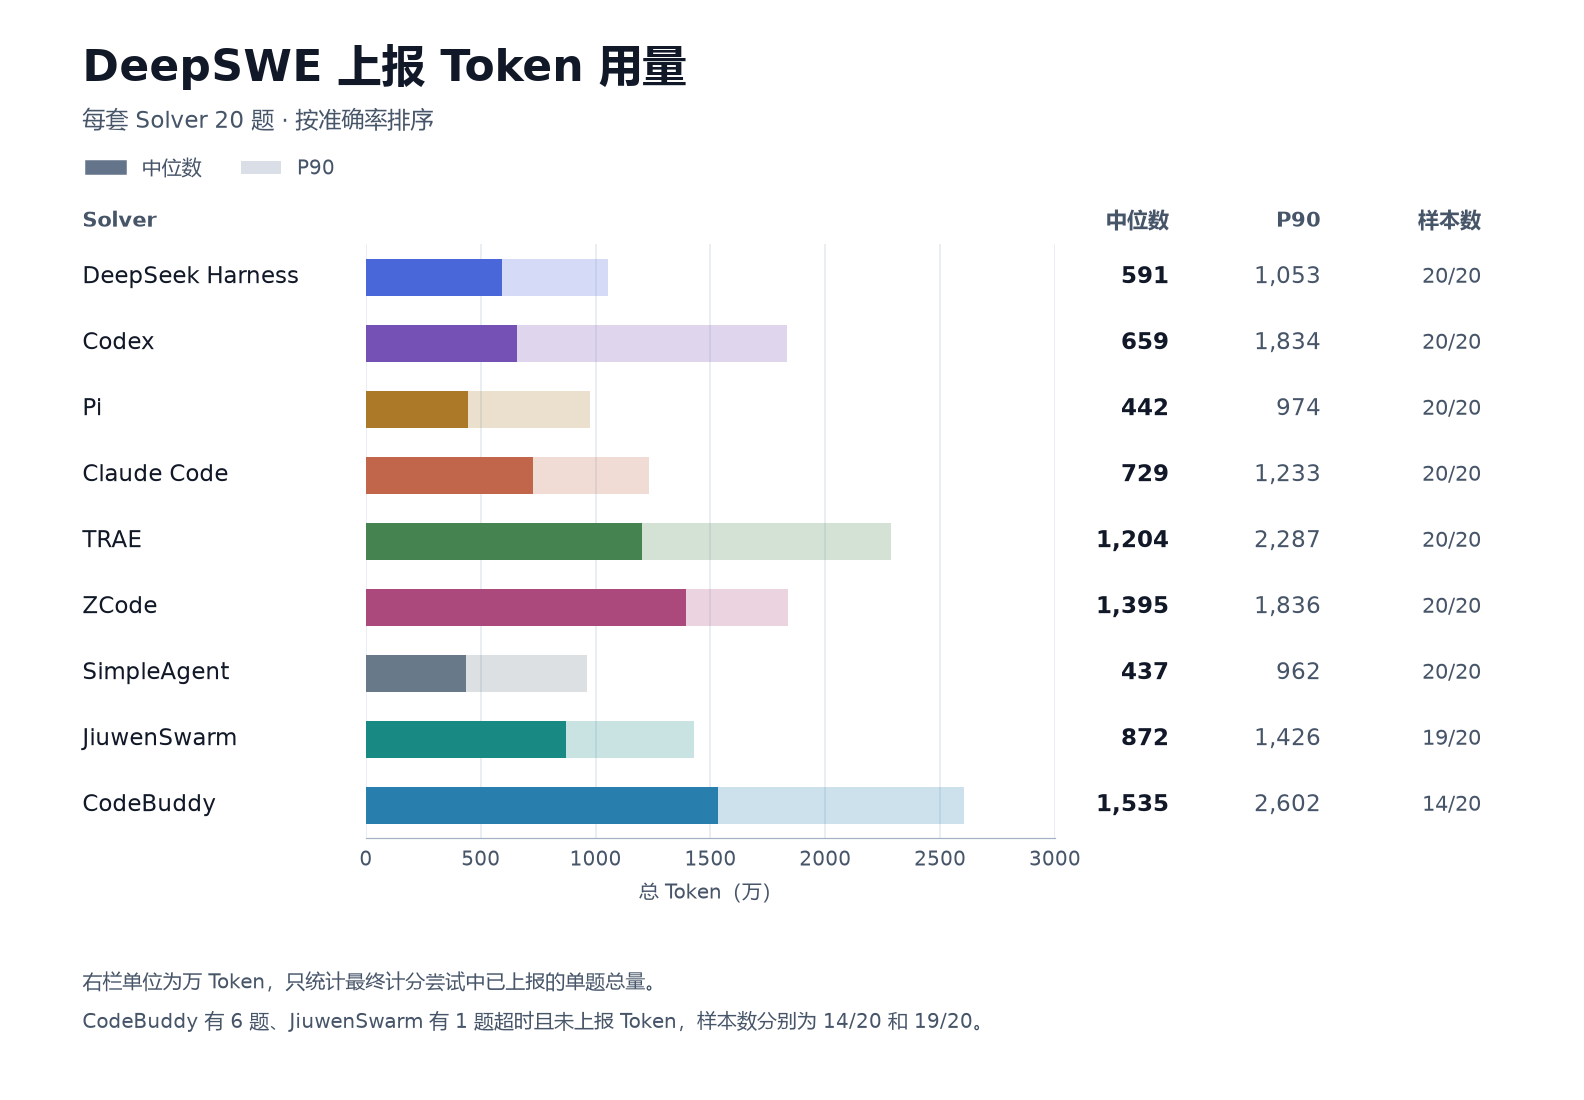 DeepSWE 上报 Token 用量
每套 Solver 20 题 · 按准确率排序
中位数 P90
Solver 中位数 P90 样本数
DeepSeek Harness 591 1,053 20/20
Codex 659 1,834 20/20
Pi 442 974 20/20
Claude Code 729 1,233 20/20
TRAE 1,204 2,287 20/20
ZCode 1,395 1,836 20/20
SimpleAgent 437 962 20/20
JiuwenSwarm 872 1,426 19/20
CodeBuddy 1,535 2,602 14/20
0 500 1000 1500 2000 2500 3000
总 Token（万）
右栏单位为万 Token，只统计最终计分尝试中已上报的单题总量。
CodeBuddy 有 6 题、JiuwenSwarm 有 1 题超时且未上报 Token，样本数分别为 14/20 和 19/20。